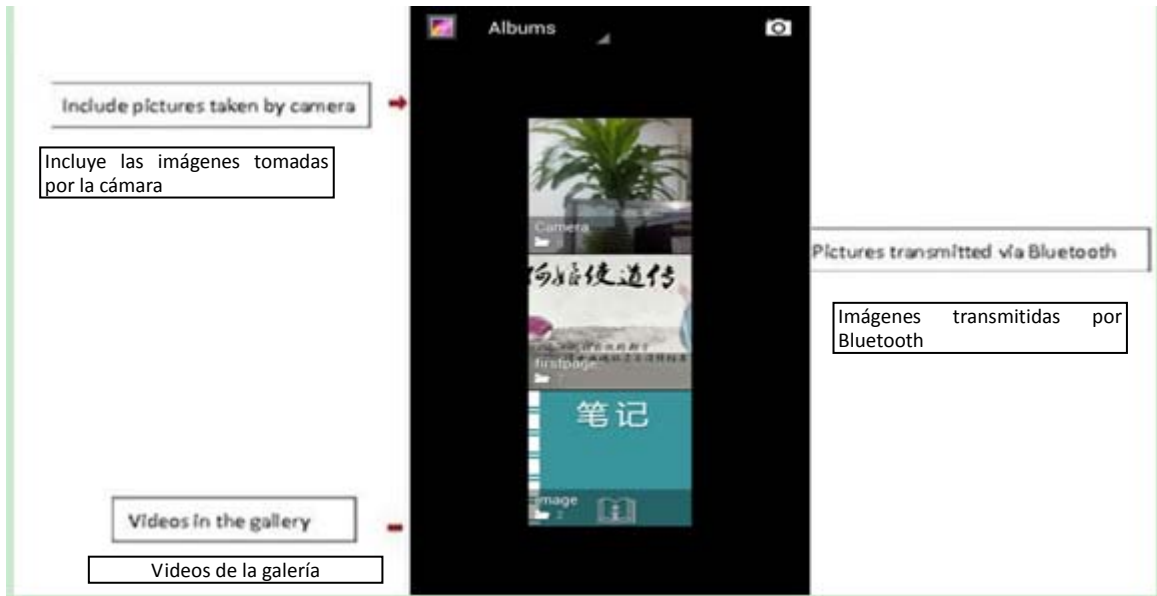 Albums
Include pictures taken by camera
Incluye las imágenes tomadas
por la cámara
Camera
Pictures transmitted via Bluetooth
Imágenes transmitidas por
Bluetooth
firstpage
7
笔记
image
2
Videos in the gallery
Videos de la galería